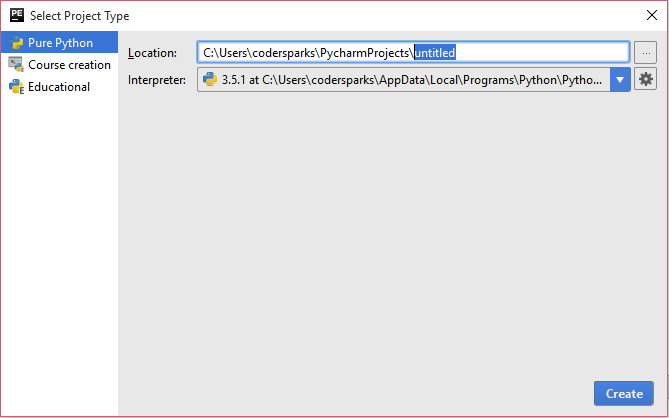 PE Select Project Type
Pure Python
Course creation
Educational
Location: C:\Users\codersparks\PycharmProjects\untitled ...
Interpreter: 3.5.1 at C:\Users\codersparks\AppData\Local\Programs\Python\Pytho...
Create